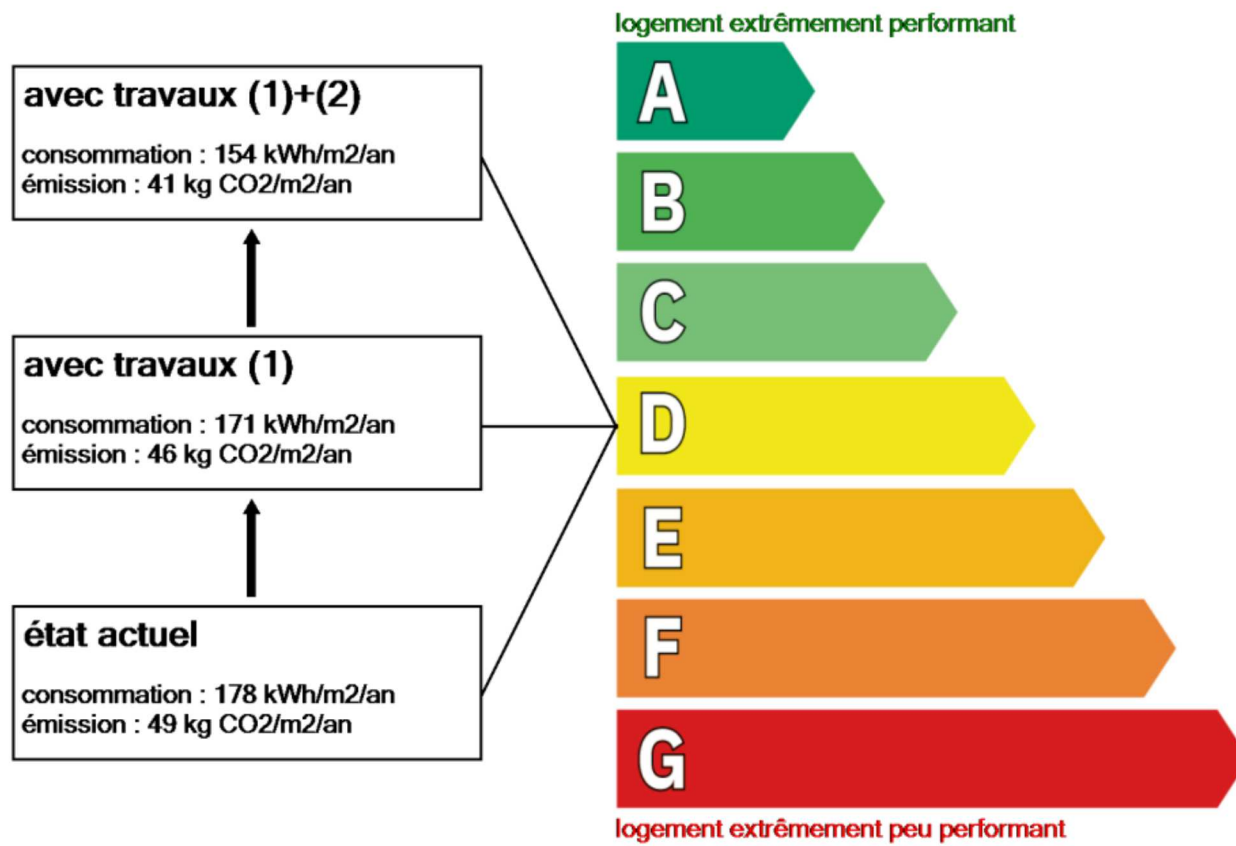 logement extrêmement performant
avec travaux (1)+(2)
consommation : 154 kWh/m2/an
émission : 41 kg CO2/m2/an
avec travaux (1)
consommation : 171 kWh/m2/an
émission : 46 kg CO2/m2/an
état actuel
consommation : 178 kWh/m2/an
émission : 49 kg CO2/m2/an
A
B
C
D
E
F
G
logement extrêmement peu performant